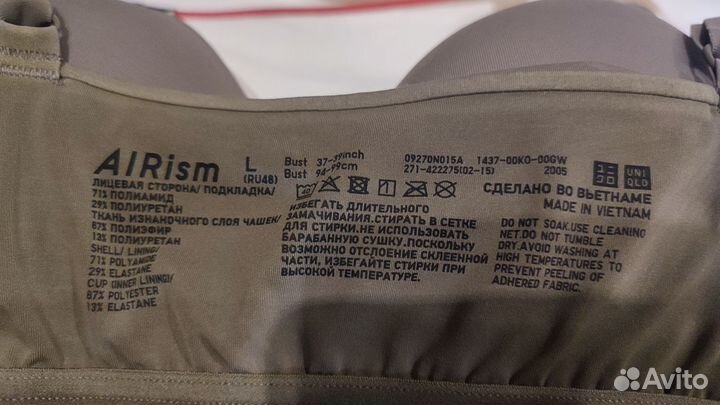 AIRism L
(RU48)
Bust 37-39inch
Bust 94-99cm
09270N015A 1437-00KO-00GW
271-422275(02-15) 2005
UNI
QLO
ЛИЦЕВАЯ СТОРОНА/ ПОДКЛАДКА/
71% ПОЛИАМИД
29% ПОЛИУРЕТАН
ТКАНЬ ИЗНАНОЧНОГО СЛОЯ ЧАШЕК/
87% ПОЛИЭФИР
13% ПОЛИУРЕТАН
SHELL/ LINING/
71% POLYAMIDE
29% ELASTANE
CUP (INNER LINING)/
87% POLYESTER
13% ELASTANE
40
ИЗБЕГАТЬ ДЛИТЕЛЬНОГО
ЗАМАЧИВАНИЯ.СТИРАТЬ В СЕТКЕ
ДЛЯ СТИРКИ.НЕ ИСПОЛЬЗОВАТЬ
БАРАБАННУЮ СУШКУ.ПОСКОЛЬКУ
ВОЗМОЖНО ОТСЛОЕНИЕ СКЛЕЕННОЙ
ЧАСТИ, ИЗБЕГАЙТЕ СТИРКИ ПРИ
ВЫСОКОЙ ТЕМПЕРАТУРЕ.
СДЕЛАНО ВО ВЬЕТНАМЕ
MADE IN VIETNAM
DO NOT SOAK.USE CLEANING
NET.DO NOT TUMBLE
DRY.AVOID WASHING AT
HIGH TEMPERATURES TO
PREVENT PEELING OF
ADHERED FABRIC.
Avito